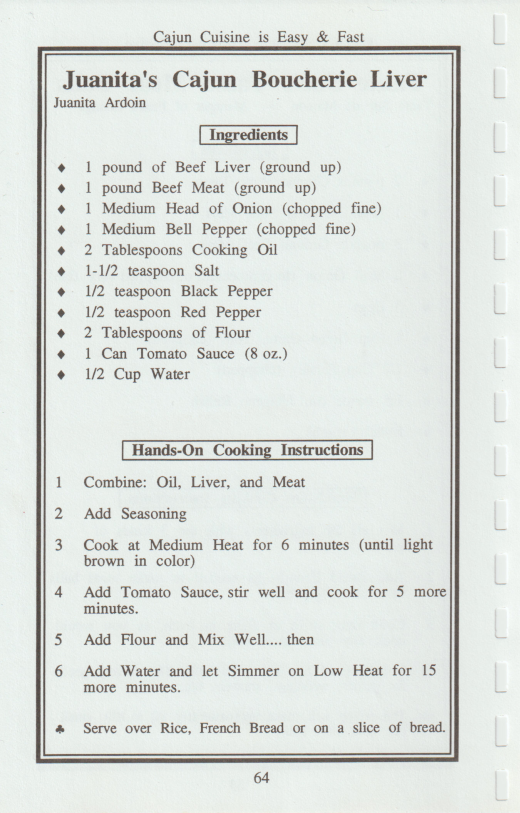 Cajun Cuisine is Easy & Fast
Juanita's Cajun Boucherie Liver
Juanita Ardoin
Ingredients
♦ 1 pound of Beef Liver (ground up)
♦ 1 pound Beef Meat (ground up)
♦ 1 Medium Head of Onion (chopped fine)
♦ 1 Medium Bell Pepper (chopped fine)
♦ 2 Tablespoons Cooking Oil
♦ 1-1/2 teaspoon Salt
♦ 1/2 teaspoon Black Pepper
♦ 1/2 teaspoon Red Pepper
♦ 2 Tablespoons of Flour
♦ 1 Can Tomato Sauce (8 oz.)
♦ 1/2 Cup Water
Hands-On Cooking Instructions
1 Combine: Oil, Liver, and Meat
2 Add Seasoning
3 Cook at Medium Heat for 6 minutes (until light
brown in color)
4 Add Tomato Sauce, stir well and cook for 5 more
minutes.
5 Add Flour and Mix Well.... then
6 Add Water and let Simmer on Low Heat for 15
more minutes.
♣ Serve over Rice, French Bread or on a slice of bread.
64